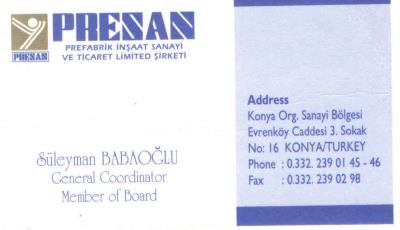 PRESAN
PREFABRİK İNŞAAT SANAYİ
VE TİCARET LIMITED ŞİRKETİ
PRESAN
Süleyman BABAOĞLU
General Coordinator
Member of Board
Address
Konya Org. Sanayi Bölgesi
Evrenköy Caddesi 3. Sokak
No: 16 KONYA/TURKEY
Phone : 0.332. 239 01 45 - 46
Fax : 0.332. 239 02 98